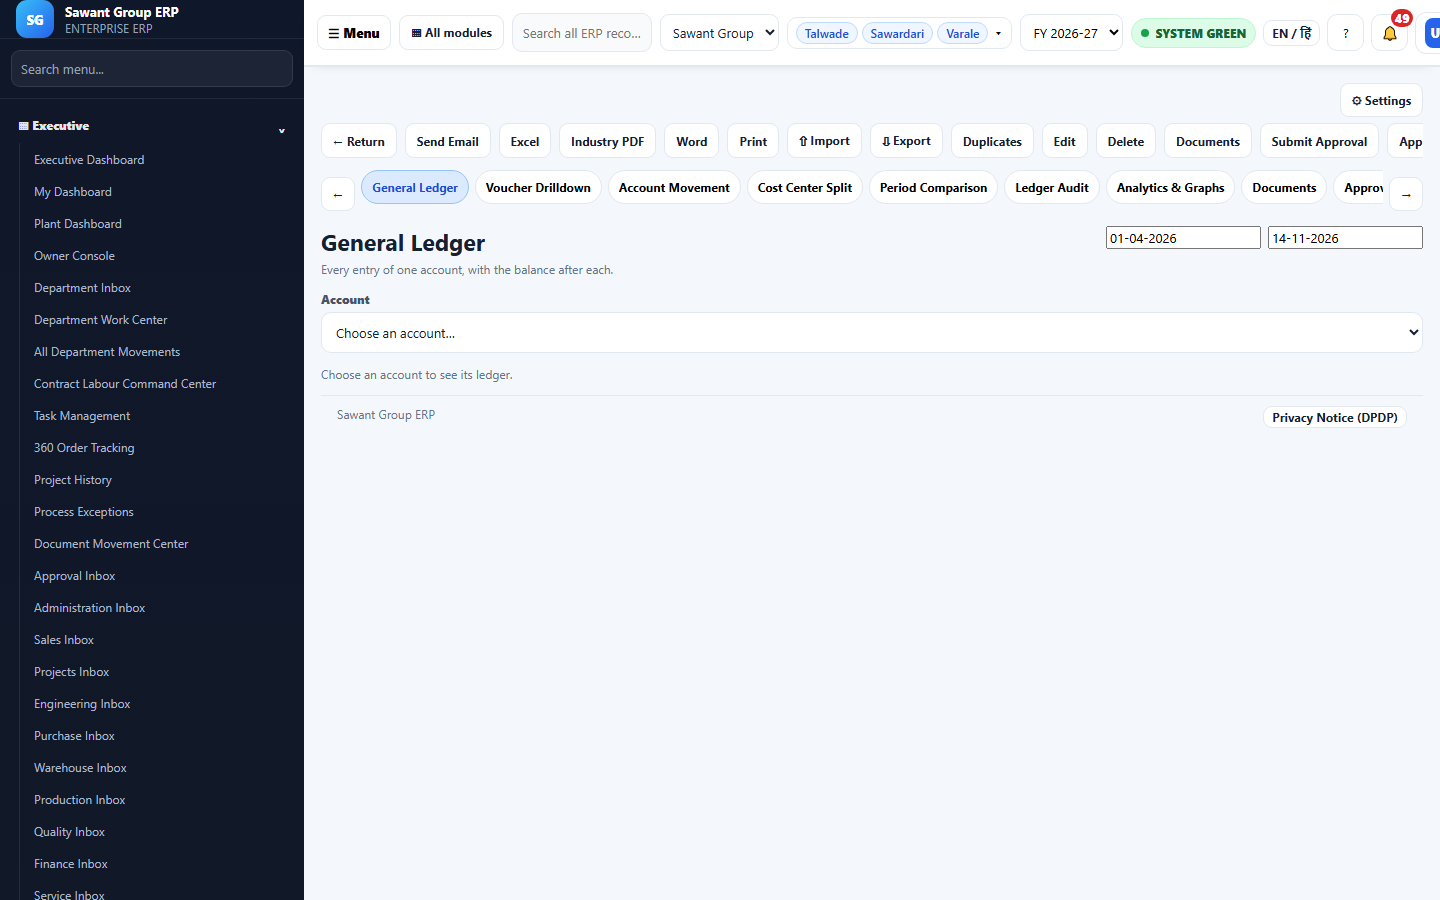 SG
Sawant Group ERP
ENTERPRISE ERP
☰ Menu
All modules
Search all ERP reco...
Sawant Group
Talwade
Sawardari
Varale
FY 2026-27
SYSTEM GREEN
EN / हिं
?
49
U
Search menu...
Executive
Executive Dashboard
My Dashboard
Plant Dashboard
Owner Console
Department Inbox
Department Work Center
All Department Movements
Contract Labour Command Center
Task Management
360 Order Tracking
Project History
Process Exceptions
Document Movement Center
Approval Inbox
Administration Inbox
Sales Inbox
Projects Inbox
Engineering Inbox
Purchase Inbox
Warehouse Inbox
Production Inbox
Quality Inbox
Finance Inbox
Service Inbox
⚙ Settings
← Return
Send Email
Excel
Industry PDF
Word
Print
⇧ Import
⇩ Export
Duplicates
Edit
Delete
Documents
Submit Approval
App
←
General Ledger
Voucher Drilldown
Account Movement
Cost Center Split
Period Comparison
Ledger Audit
Analytics & Graphs
Documents
Approv
→
General Ledger
01-04-2026
14-11-2026
Every entry of one account, with the balance after each.
Account
Choose an account...
Choose an account to see its ledger.
Sawant Group ERP
Privacy Notice (DPDP)